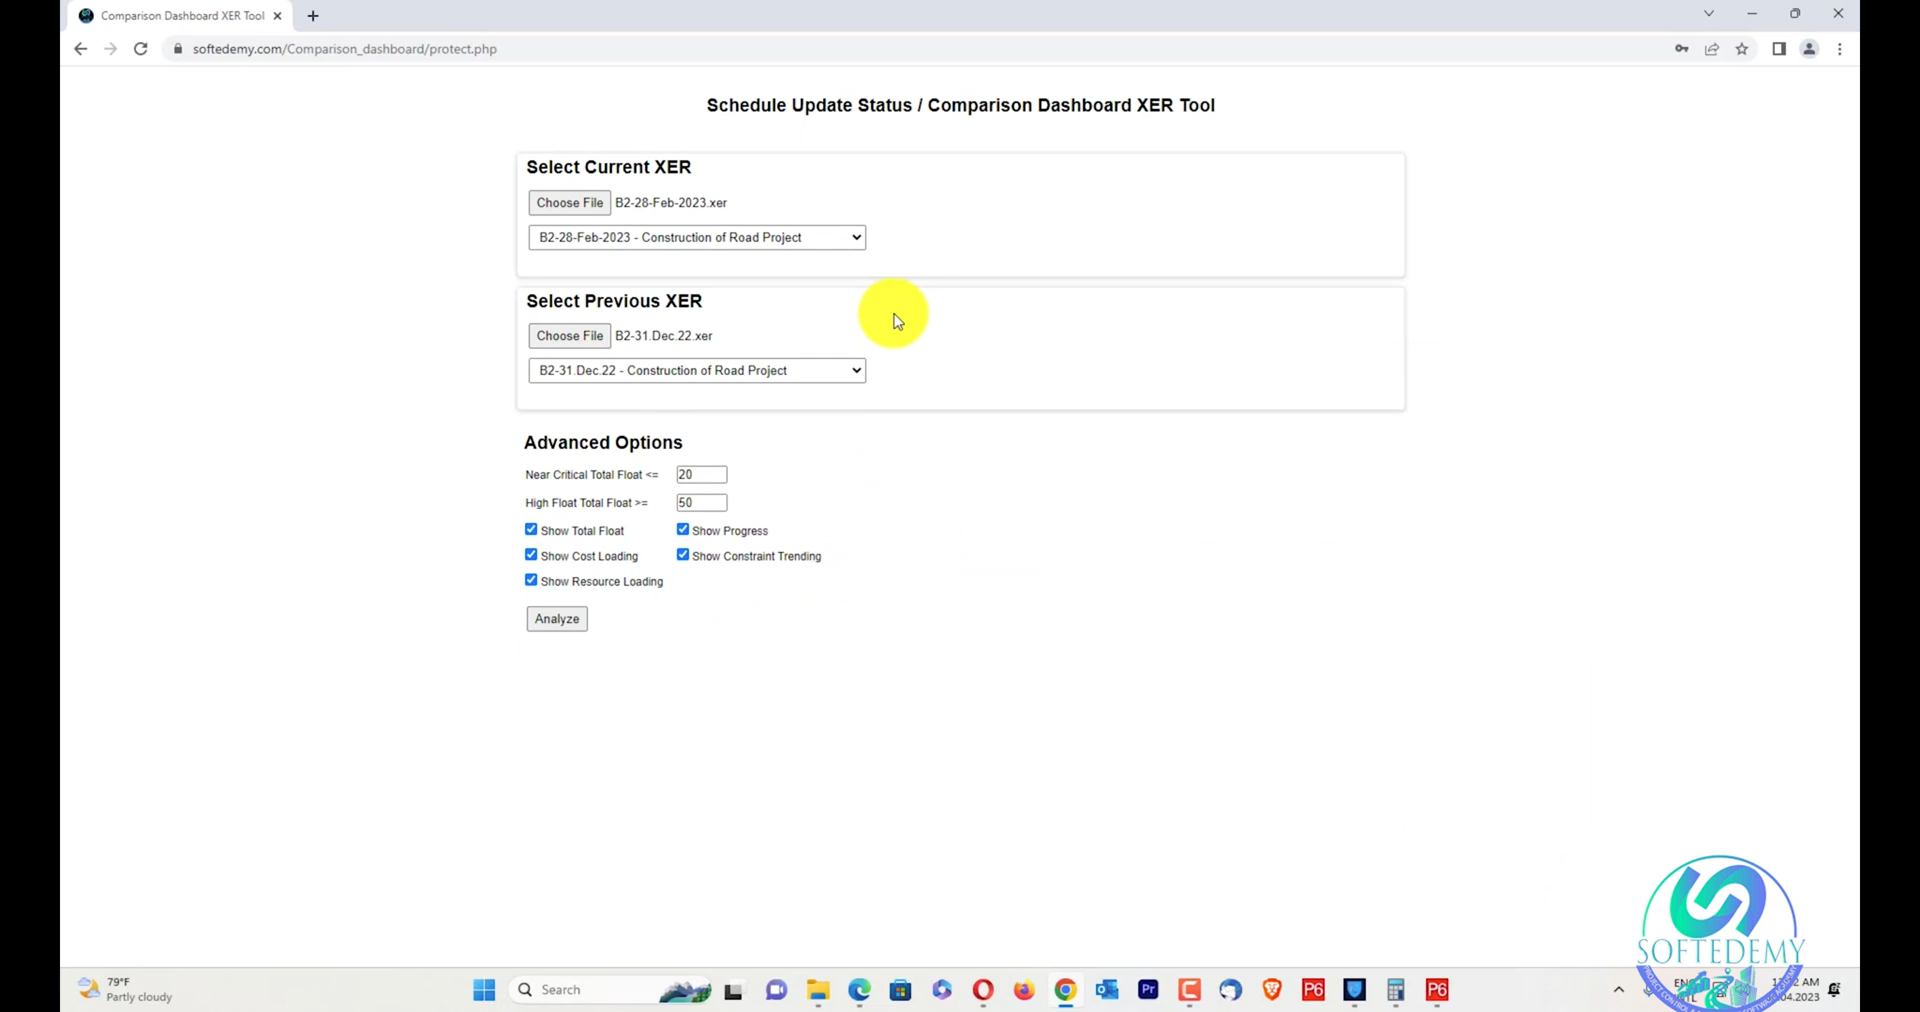 Comparison Dashboard XER Tool
softedemy.com/Comparison_dashboard/protect.php
Schedule Update Status / Comparison Dashboard XER Tool
Select Current XER
Choose File B2-28-Feb-2023.xer
B2-28-Feb-2023 - Construction of Road Project
Select Previous XER
Choose File B2-31.Dec.22.xer
B2-31.Dec.22 - Construction of Road Project
Advanced Options
Near Critical Total Float <= 20
High Float Total Float >= 50
Show Total Float Show Progress
Show Cost Loading Show Constraint Trending
Show Resource Loading
Analyze
SOFTEDEMY
79°F
Partly cloudy
Search
Pr
P6
P6
AM